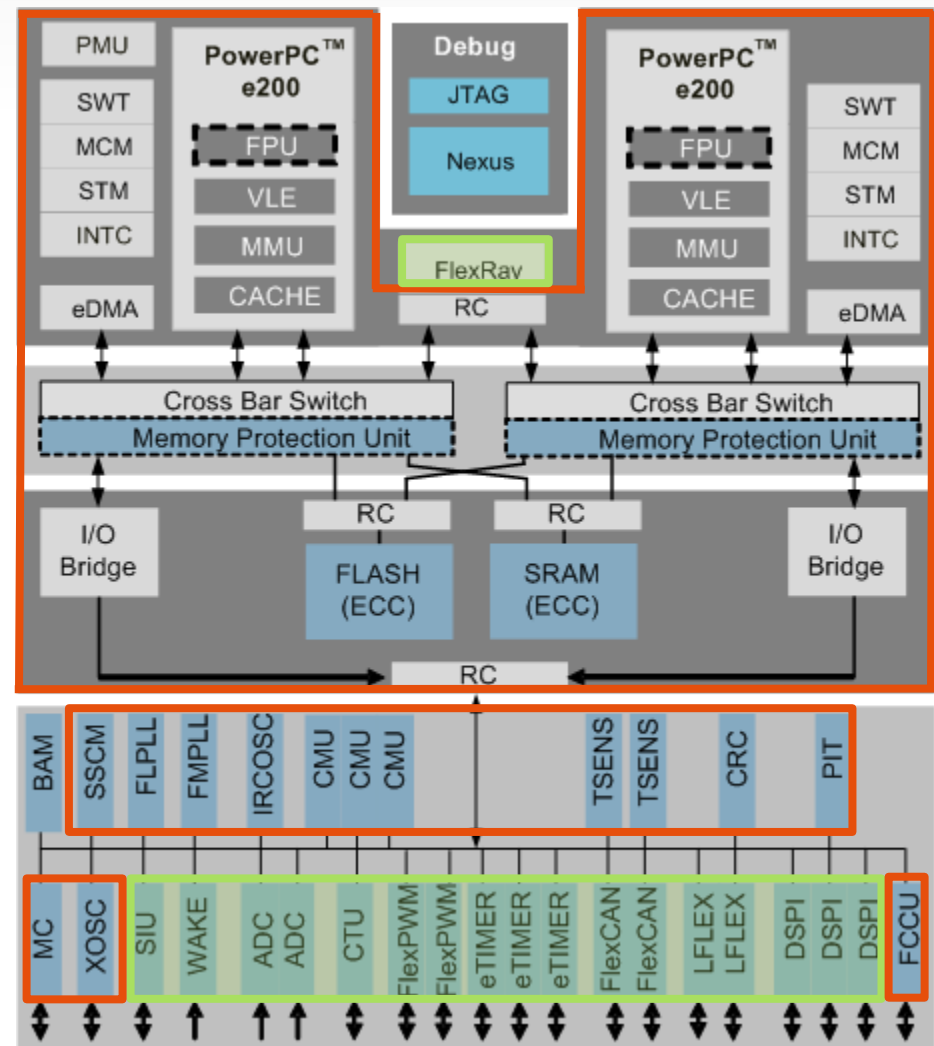 PMU
SWT
MCM
STM
INTC
eDMA
PowerPC™
e200
FPU
VLE
MMU
CACHE
Debug
JTAG
Nexus
FlexRay
RC
PowerPC™
e200
FPU
VLE
MMU
CACHE
SWT
MCM
STM
INTC
eDMA
Cross Bar Switch
Memory Protection Unit
Cross Bar Switch
Memory Protection Unit
I/O
Bridge
RC
FLASH
(ECC)
RC
SRAM
(ECC)
I/O
Bridge
RC
BAM
SSCM
FLPLL
FMPLL
IRCOSC
CMU
CMU
CMU
TSENS
TSENS
CRC
PIT
MC
XOSC
SIU
WAKE
ADC
ADC
CTU
FlexPWM
FlexPWM
eTIMER
eTIMER
eTIMER
FlexCAN
FlexCAN
LFLEX
LFLEX
DSPI
DSPI
DSPI
FCCU